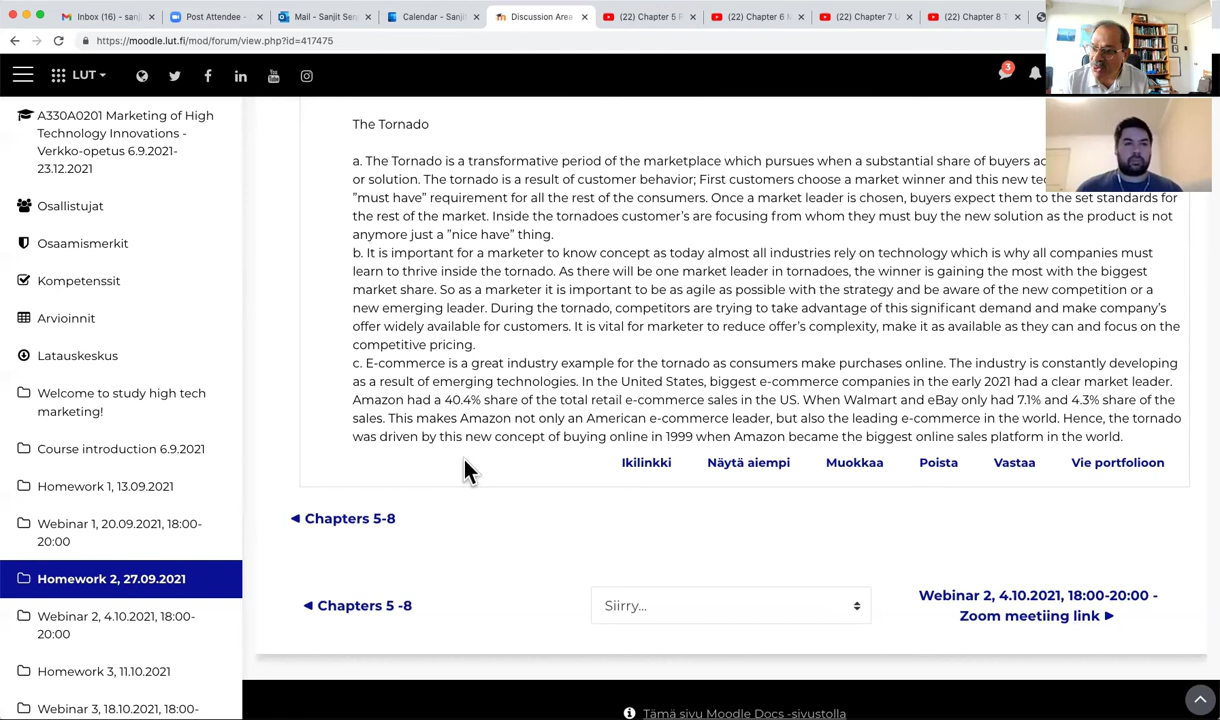 Inbox (16) - sanj
Post Attendee -
Mail - Sanjit Sen
Calendar - Sanjit
Discussion Area
(22) Chapter 5 P
(22) Chapter 6 M
(22) Chapter 7 U
(22) Chapter 8 T
https://moodle.lut.fi/mod/forum/view.php?id=417475
LUT
3
A330A0201 Marketing of High
Technology Innovations -
Verkko-opetus 6.9.2021-
23.12.2021
Osallistujat
Osaamismerkit
Kompetenssit
Arvioinnit
Latauskeskus
Welcome to study high tech
marketing!
Course introduction 6.9.2021
Homework 1, 13.09.2021
Webinar 1, 20.09.2021, 18:00-
20:00
Homework 2, 27.09.2021
Webinar 2, 4.10.2021, 18:00-
20:00
Homework 3, 11.10.2021
Webinar 3, 18.10.2021, 18:00-
The Tornado
a. The Tornado is a transformative period of the marketplace which pursues when a substantial share of buyers
or solution. The tornado is a result of customer behavior; First customers choose a market winner and this new
"must have" requirement for all the rest of the consumers. Once a market leader is chosen, buyers expect them to the set standards for
the rest of the market. Inside the tornadoes customer's are focusing from whom they must buy the new solution as the product is not
anymore just a "nice have" thing.
b. It is important for a marketer to know concept as today almost all industries rely on technology which is why all companies must
learn to thrive inside the tornado. As there will be one market leader in tornadoes, the winner is gaining the most with the biggest
market share. So as a marketer it is important to be as agile as possible with the strategy and be aware of the new competition or a
new emerging leader. During the tornado, competitors are trying to take advantage of this significant demand and make company's
offer widely available for customers. It is vital for marketer to reduce offer's complexity, make it as available as they can and focus on the
competitive pricing.
c. E-commerce is a great industry example for the tornado as consumers make purchases online. The industry is constantly developing
as a result of emerging technologies. In the United States, biggest e-commerce companies in the early 2021 had a clear market leader.
Amazon had a 40.4% share of the total retail e-commerce sales in the US. When Walmart and eBay only had 7.1% and 4.3% share of the
sales. This makes Amazon not only an American e-commerce leader, but also the leading e-commerce in the world. Hence, the tornado
was driven by this new concept of buying online in 1999 when Amazon became the biggest online sales platform in the world.
Ikilinkki Näytä aiempi Muokkaa Poista Vastaa Vie portfolioon
◄ Chapters 5-8
◄ Chapters 5 -8
Siirry...
Webinar 2, 4.10.2021, 18:00-20:00 -
Zoom meetiing link ►
Tämä sivu Moodle Docs -sivustolla